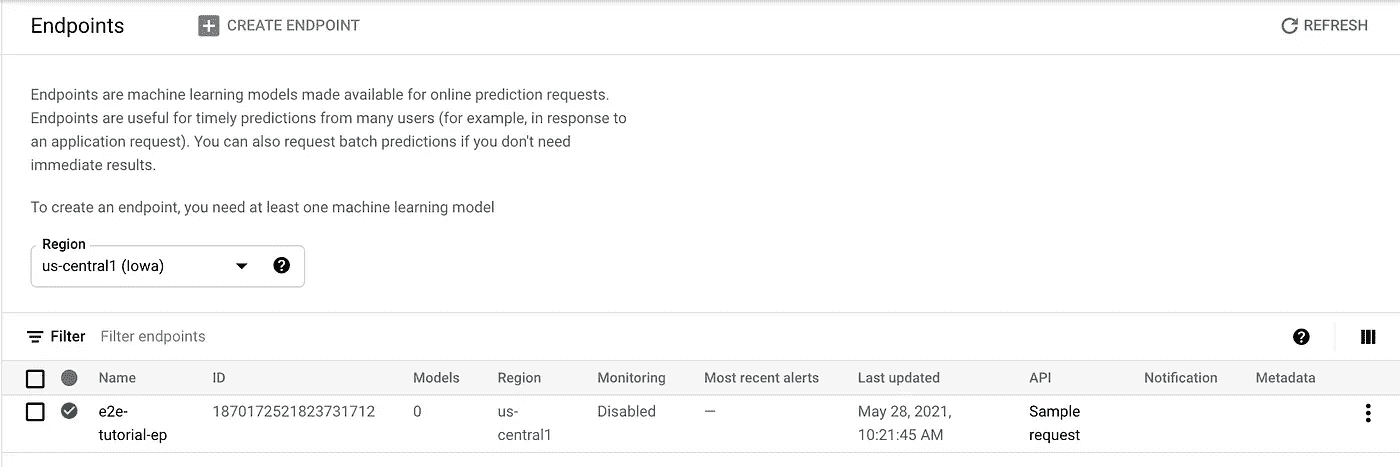 Endpoints
CREATE ENDPOINT
REFRESH
Endpoints are machine learning models made available for online prediction requests.
Endpoints are useful for timely predictions from many users (for example, in response to
an application request). You can also request batch predictions if you don't need
immediate results.
To create an endpoint, you need at least one machine learning model
Region
us-central1 (Iowa)
Filter Filter endpoints
Name ID Models Region Monitoring Most recent alerts Last updated API Notification Metadata
e2e- 1870172521823731712 0 us- Disabled — May 28, 2021, Sample
tutorial-ep central1 10:21:45 AM request